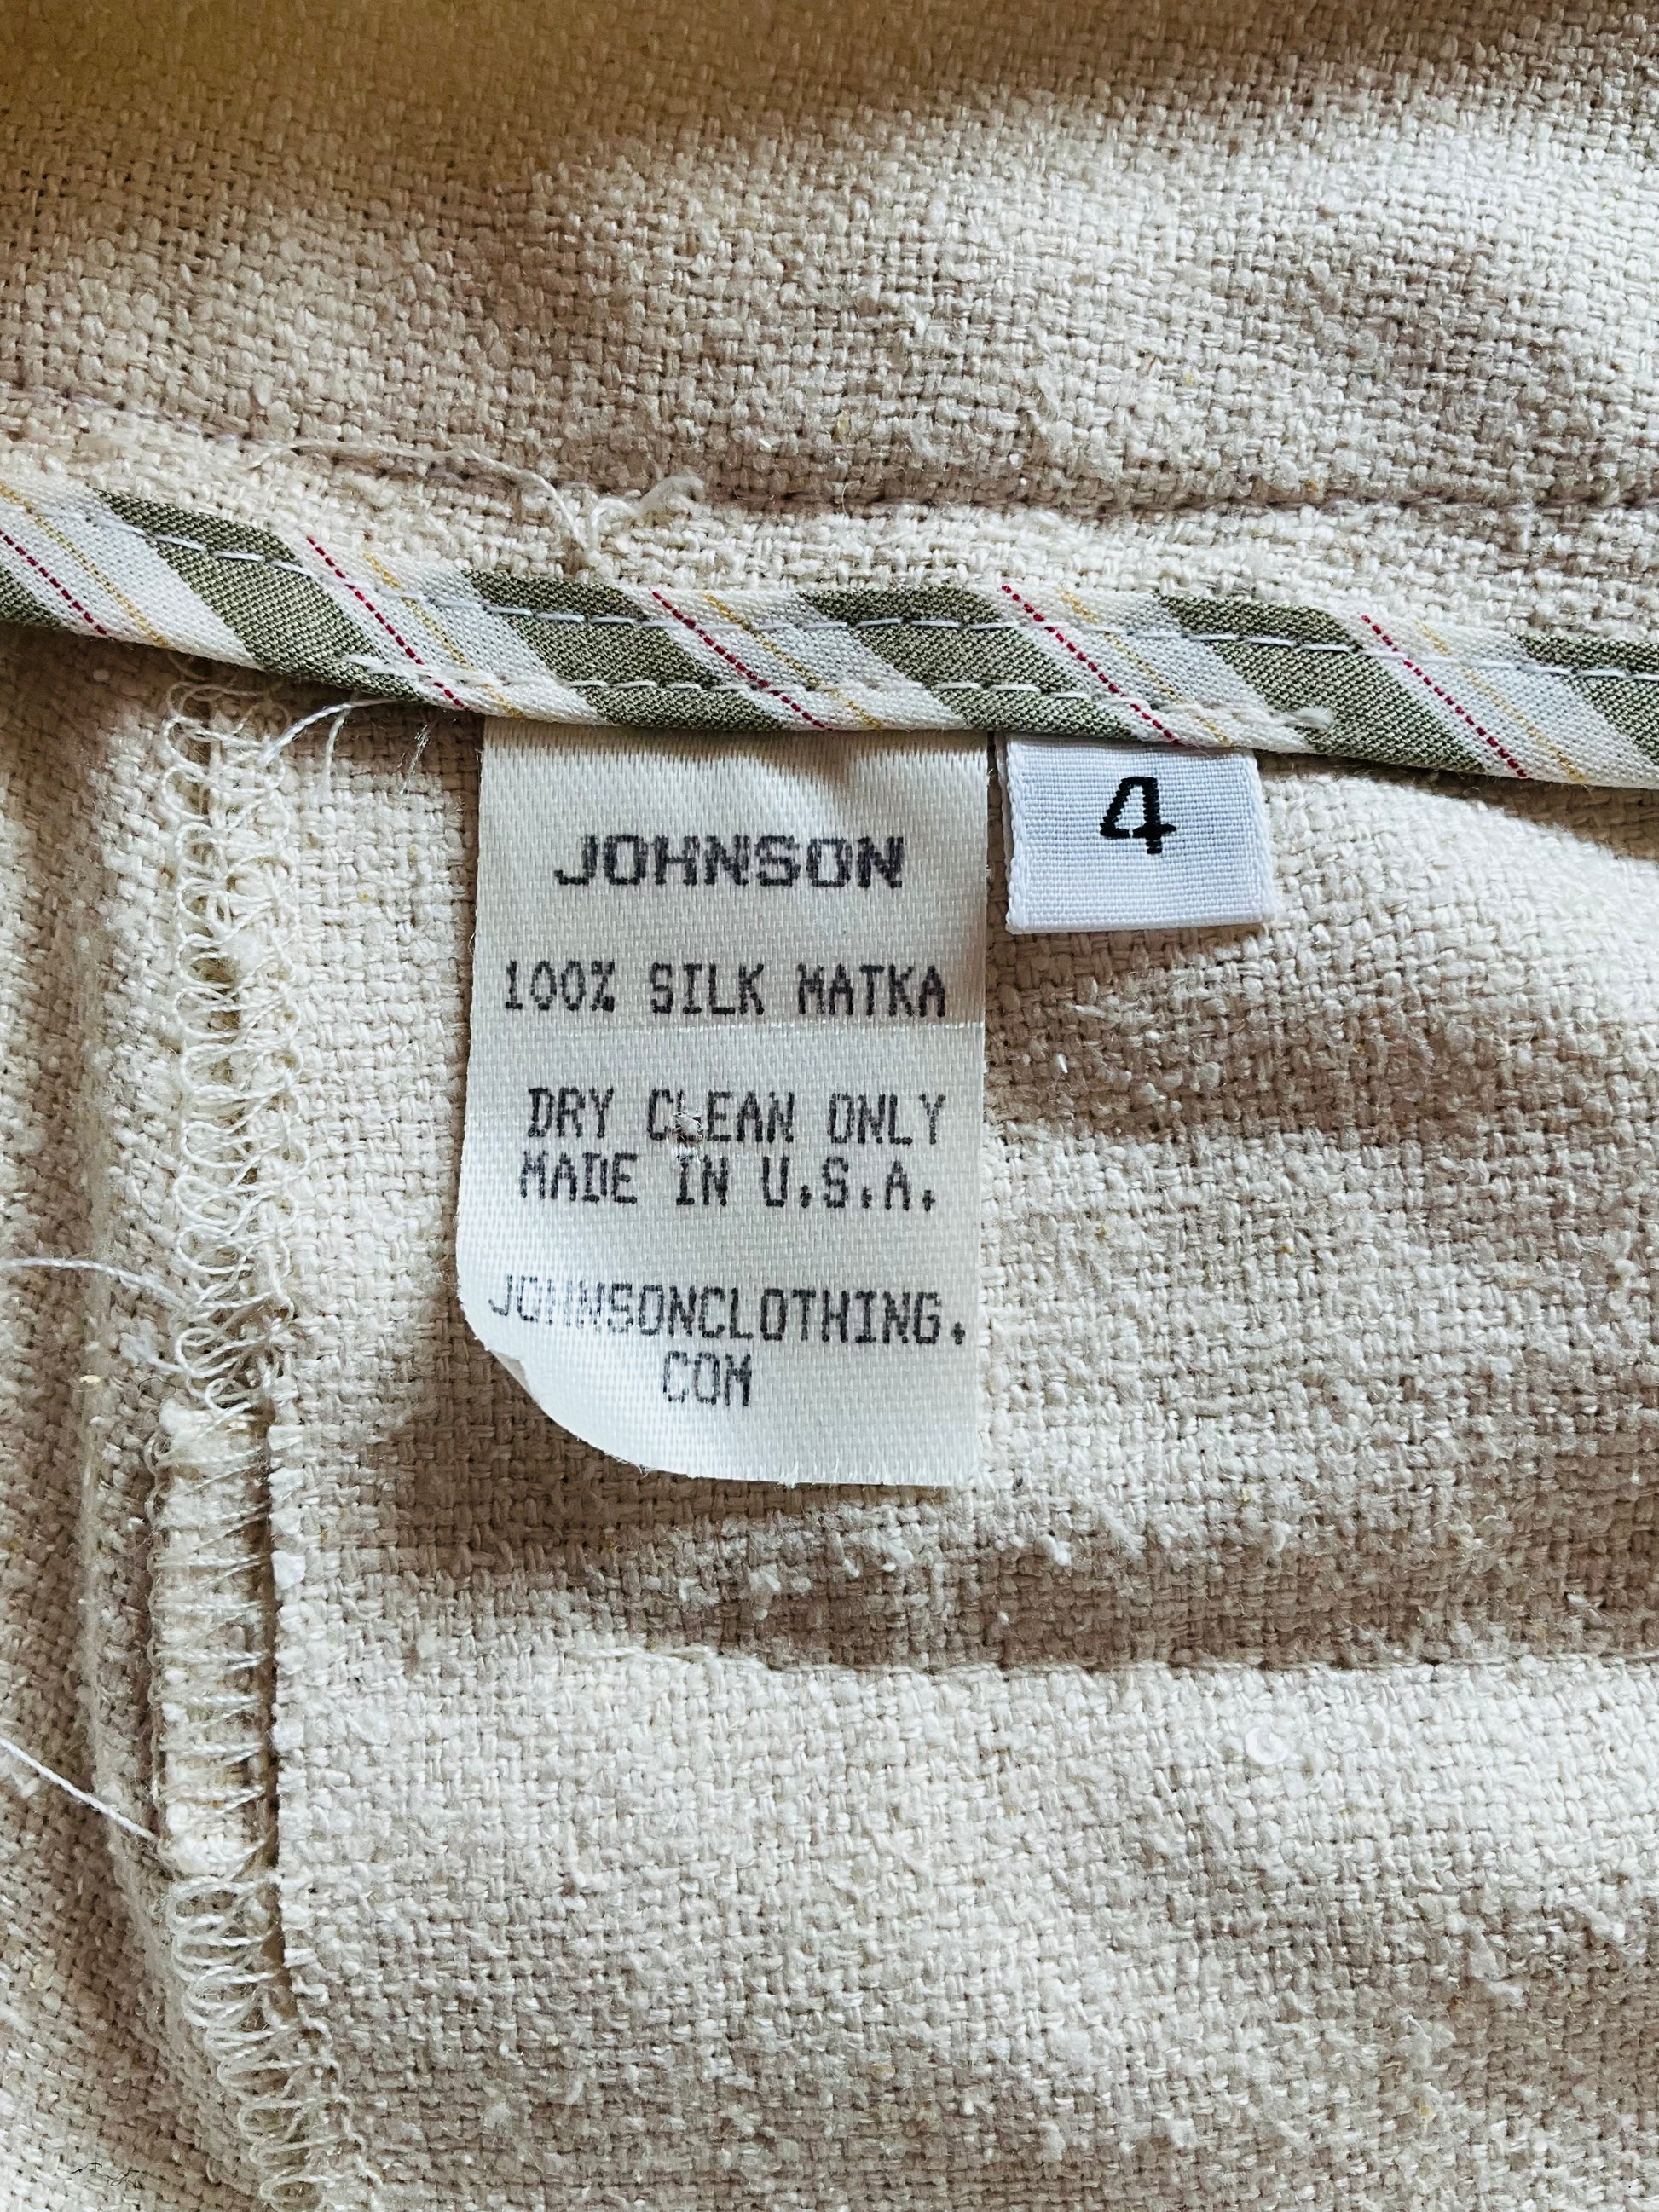 JOHNSON
4
100% SILK MATKA
DRY CLEAN ONLY
MADE IN U.S.A.
JOHNSONCLOTHING.
COM